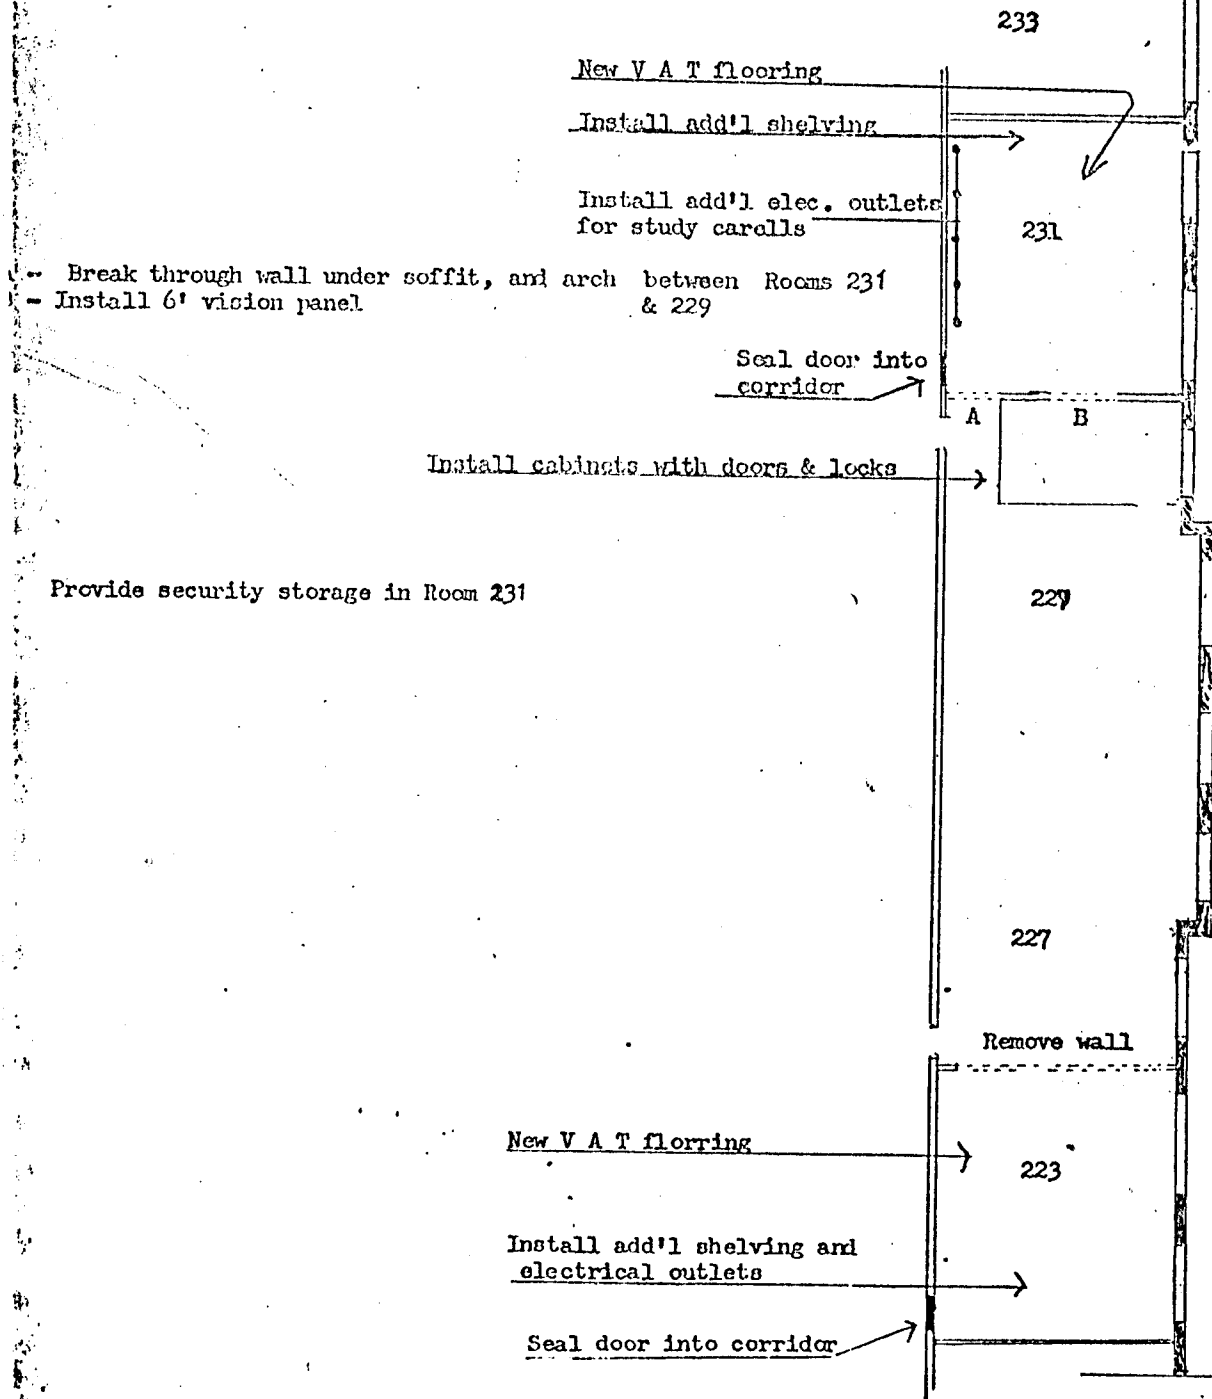 233
New V A T flooring
Install add'l shelving
Install add'l elec. outlets
for study carolls
231
- Break through wall under soffit, and arch between Rooms 231
- Install 6' vision panel & 229
Seal door into
corridor
A B
Install cabinets with doors & locks
Provide security storage in Room 231
229
227
Remove wall
New V A T florring
223
Install add'l shelving and
electrical outlets
Seal door into corridor